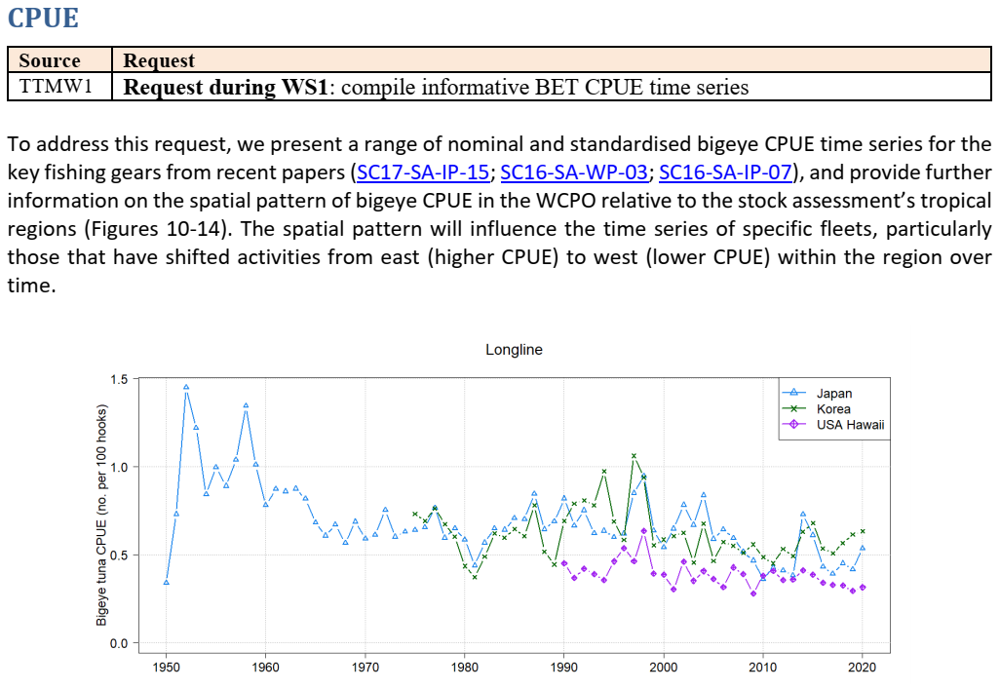 CPUE
Source Request
TTMW1 Request during WS1: compile informative BET CPUE time series
To address this request, we present a range of nominal and standardised bigeye CPUE time series for the
key fishing gears from recent papers (SC17-SA-IP-15; SC16-SA-WP-03; SC16-SA-IP-07), and provide further
information on the spatial pattern of bigeye CPUE in the WCPO relative to the stock assessment’s tropical
regions (Figures 10-14). The spatial pattern will influence the time series of specific fleets, particularly
those that have shifted activities from east (higher CPUE) to west (lower CPUE) within the region over
time.
Longline
Bigeye tuna CPUE (no. per 100 hooks)
1.5
1.0
0.5
0.0
Japan
Korea
USA Hawaii
1950 1960 1970 1980 1990 2000 2010 2020